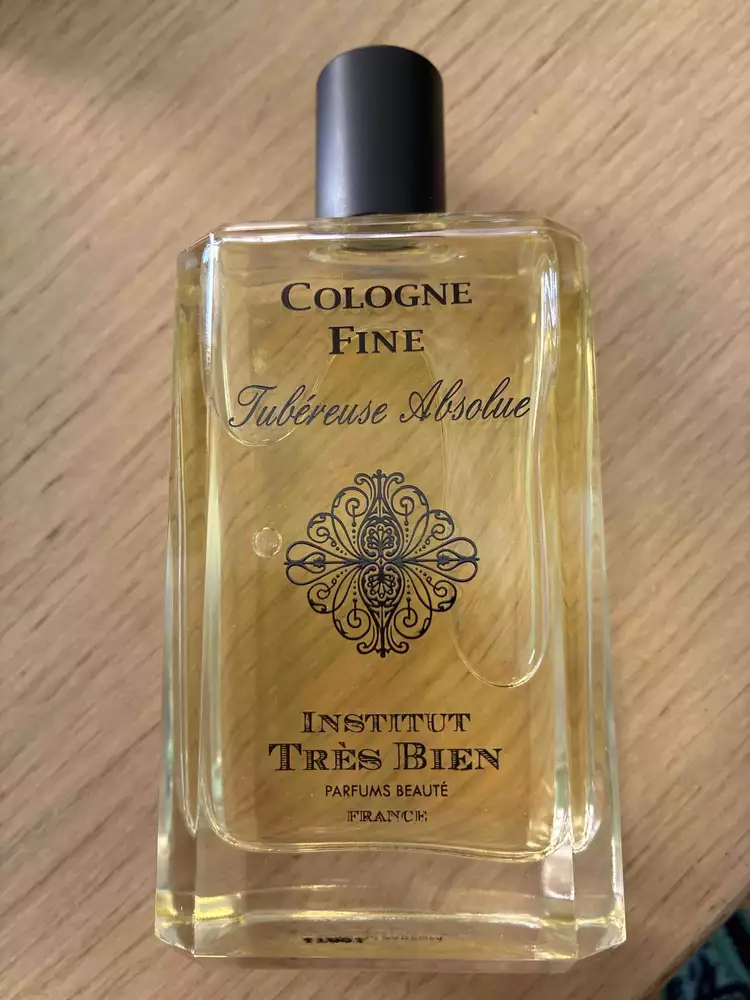 COLOGNE
FINE
Tubéreuse Absolue
INSTITUT
TRÈS BIEN
PARFUMS BEAUTÉ
FRANCE